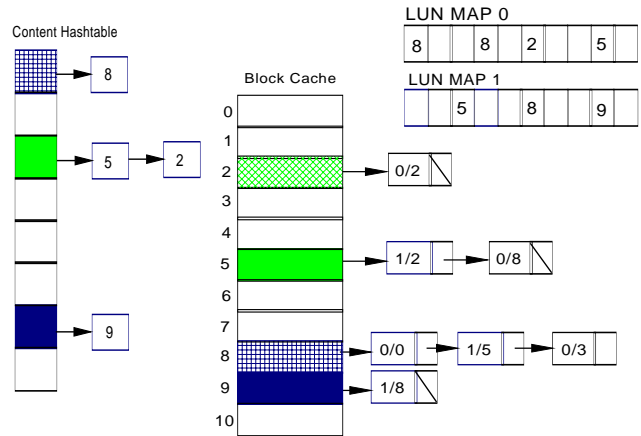 LUN MAP 0
8 8 2 5
LUN MAP 1
5 8 9
Content Hashtable
8
5 2
9
Block Cache
0
1
2 0/2
3
4
5 1/2 0/8
6
7
8 0/0 1/5 0/3
9 1/8
10